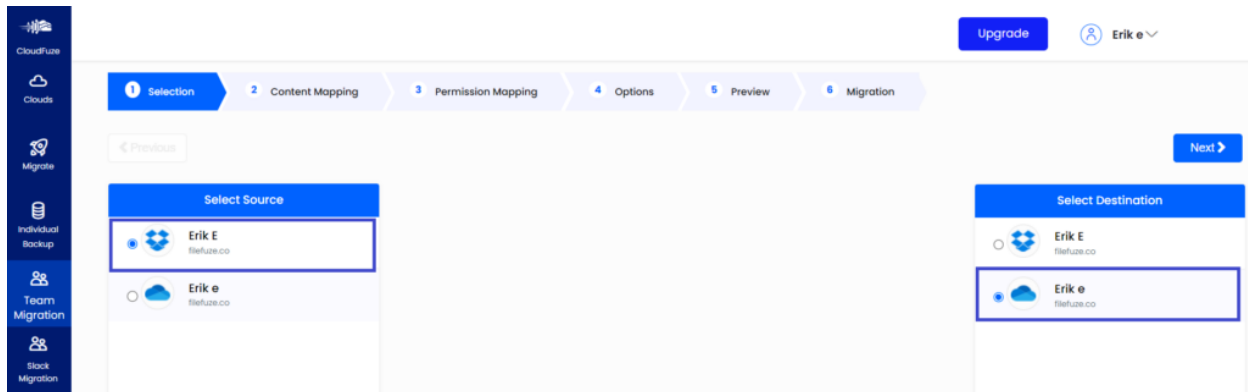 CloudFuze
Upgrade
Erik e
Clouds
1 Selection
2 Content Mapping
3 Permission Mapping
4 Options
5 Preview
6 Migration
Previous
Next
Migrate
Individual
Backup
Team
Migration
Slack
Migration
Select Source
Erik E
filefuze.co
Erik e
filefuze.co
Select Destination
Erik E
filefuze.co
Erik e
filefuze.co